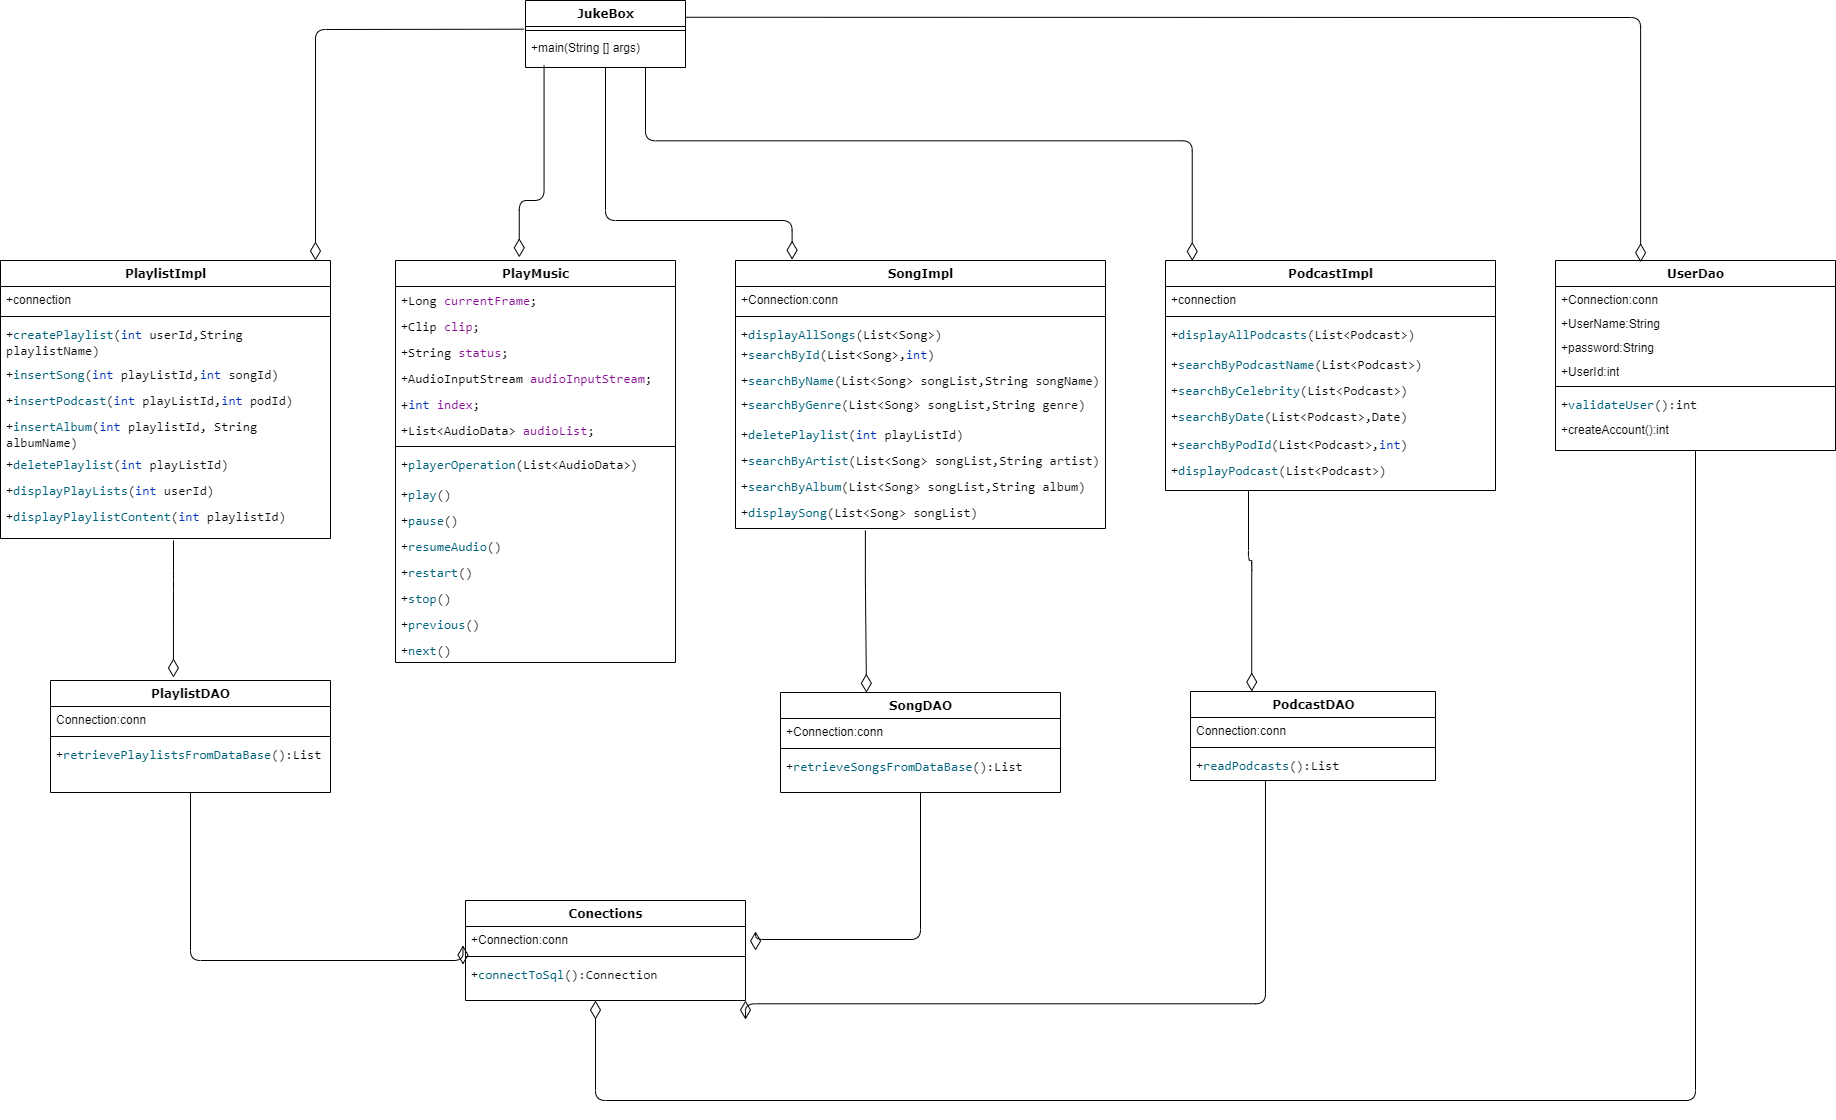 JukeBox
+main(String [] args)
PlaylistImpl
+connection
+createPlaylist(int userId,String
playlistName)
+insertSong(int playListId,int songId)
+insertPodcast(int playListId,int podId)
+insertAlbum(int playlistId, String
albumName)
+deletePlaylist(int playListId)
+displayPlayLists(int userId)
+displayPlaylistContent(int playlistId)
PlayMusic
+Long currentFrame;
+Clip clip;
+String status;
+AudioInputStream audioInputStream;
+int index;
+List<AudioData> audioList;
+playerOperation(List<AudioData>)
+play()
+pause()
+resumeAudio()
+restart()
+stop()
+previous()
+next()
SongImpl
+Connection:conn
+displayAllSongs(List<Song>)
+searchById(List<Song>,int)
+searchByName(List<Song> songList,String songName)
+searchByGenre(List<Song> songList,String genre)
+deletePlaylist(int playListId)
+searchByArtist(List<Song> songList,String artist)
+searchByAlbum(List<Song> songList,String album)
+displaySong(List<Song> songList)
PodcastImpl
+connection
+displayAllPodcasts(List<Podcast>)
+searchByPodcastName(List<Podcast>)
+searchByCelebrity(List<Podcast>)
+searchByDate(List<Podcast>,Date)
+searchByPodId(List<Podcast>,int)
+displayPodcast(List<Podcast>)
UserDao
+Connection:conn
+UserName:String
+password:String
+UserId:int
+validateUser():int
+createAccount():int
PlaylistDAO
Connection:conn
+retrievePlaylistsFromDataBase():List
SongDAO
+Connection:conn
+retrieveSongsFromDataBase():List
PodcastDAO
Connection:conn
+readPodcasts():List
Conections
+Connection:conn
+connectToSql():Connection